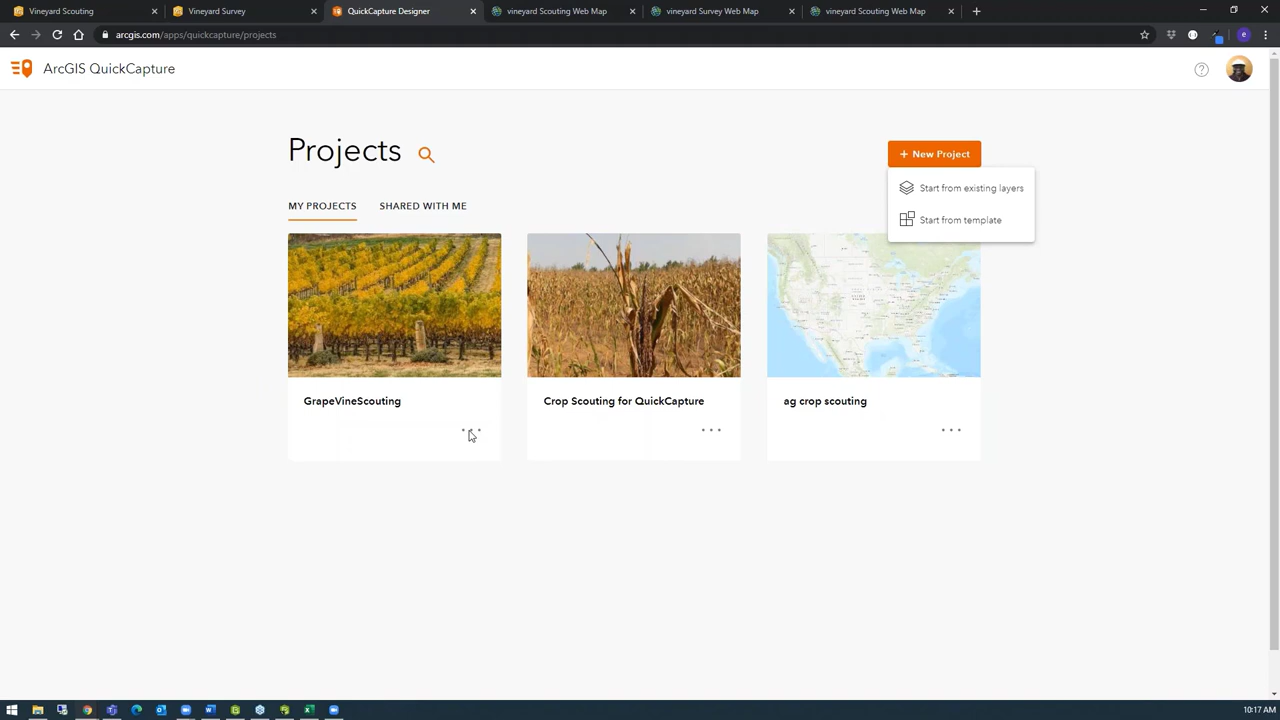 Vineyard Scouting
Vineyard Survey
QuickCapture Designer
vineyard Scouting Web Map
vineyard Survey Web Map
vineyard Scouting Web Map
arcgis.com/apps/quickcapture/projects
e
ArcGIS QuickCapture
Projects
+ New Project
Start from existing layers
Start from template
MY PROJECTS
SHARED WITH ME
GrapeVineScouting
Crop Scouting for QuickCapture
ag crop scouting
10:17 AM